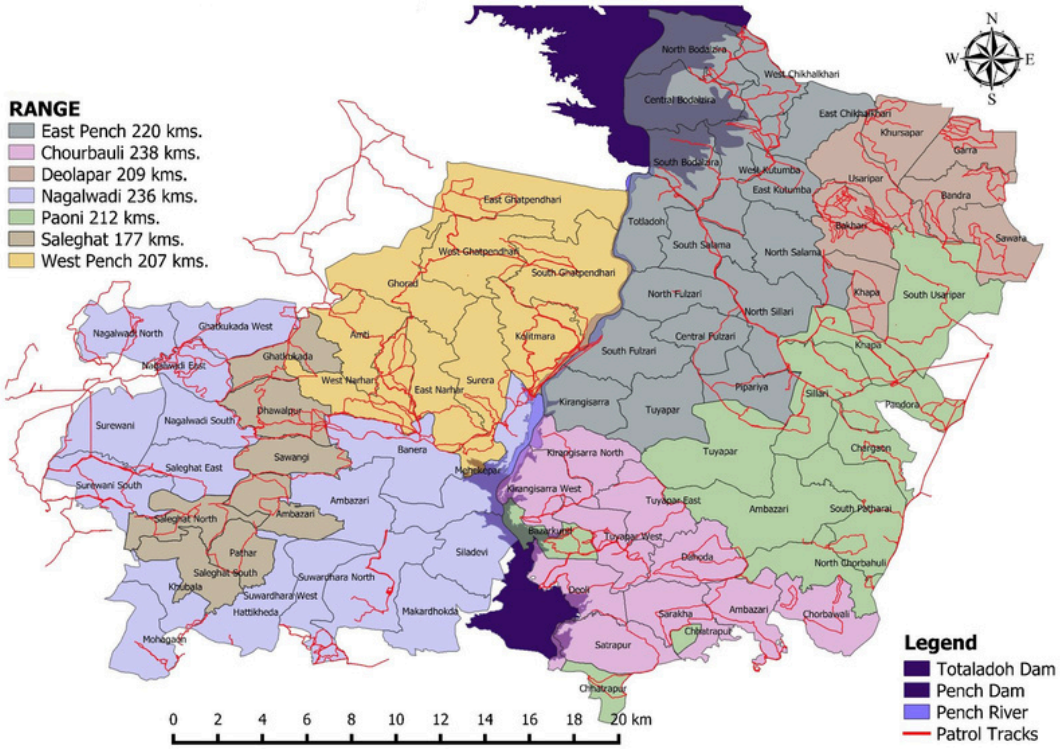 N
W E
S
RANGE
East Pench 220 kms.
Chourbauli 238 kms.
Deolapar 209 kms.
Nagalwadi 236 kms.
Paoni 212 kms.
Saleghat 177 kms.
West Pench 207 kms.
North Bodalzira
West Chikhalkhari
Central Bodalzira
East Chikhalkhari
Khursapar
Garra
South Bodalzira
West Kutumba
Usaripar
East Kutumba
Bandra
East Ghatpendhari
Totladoh
Bakhari
Sawara
South Salama
West Ghatpendhari
North Salama
South Ghatpendhari
Ghorad
North Fulzari
Khapa
South Usaripar
North Sillari
Nagalwadi North
Ghatkukada West
Amti
Kolitmara
Central Fulzari
Khapa
Ghatkukada
South Fulzari
Nagalwadi East
West Narhar
East Narhar
Surera
Pipariya
Sillari
Kirangisarra
Tuyapar
Pandora
Dhawalpur
Surewani
Nagalwadi South
Banera
Kirangisarra North
Tuyapar
Chargaon
Sawangi
Saleghat East
Mehekepar
Surewani South
Ambazari
Kirangisarra West
Tuyapar East
Ambazari
South Patharai
Saleghat North
Ambazari
Bazarkund
Tuyapar West
Pathar
Siladevi
Dahoda
North Chorbahuli
Saleghat South
Suwardhara North
Khubala
Deoli
Suwardhara West
Hattikheda
Makardhokda
Sarakha
Ambazari
Chorbawali
Mohagaon
Satrapur
Chhatrapur
Chhatrapur
Legend
Totaladoh Dam
Pench Dam
Pench River
Patrol Tracks
0 2 4 6 8 10 12 14 16 18 20 km